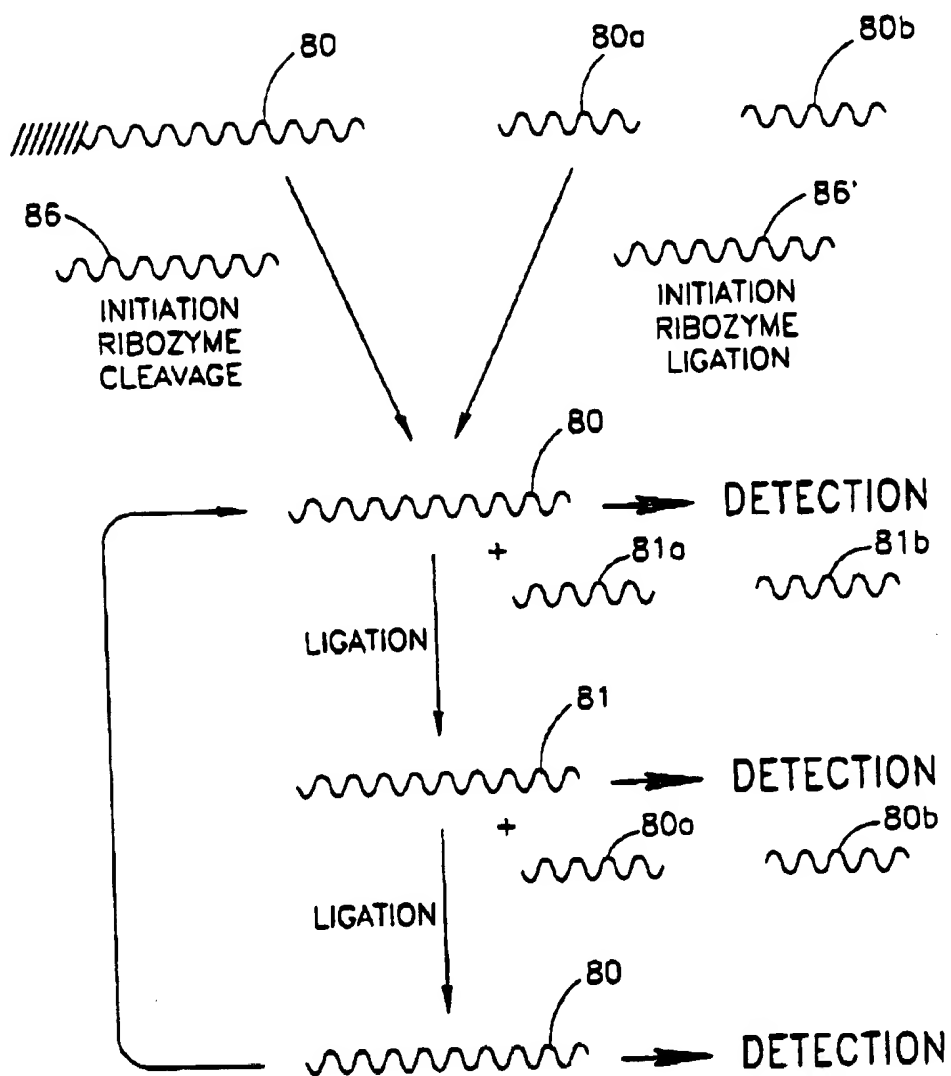 80
80a
80b
86
86'
INITIATION
RIBOZYME
CLEAVAGE
INITIATION
RIBOZYME
LIGATION
80
DETECTION
+
81a
81b
LIGATION
81
DETECTION
+
80a
80b
LIGATION
80
DETECTION